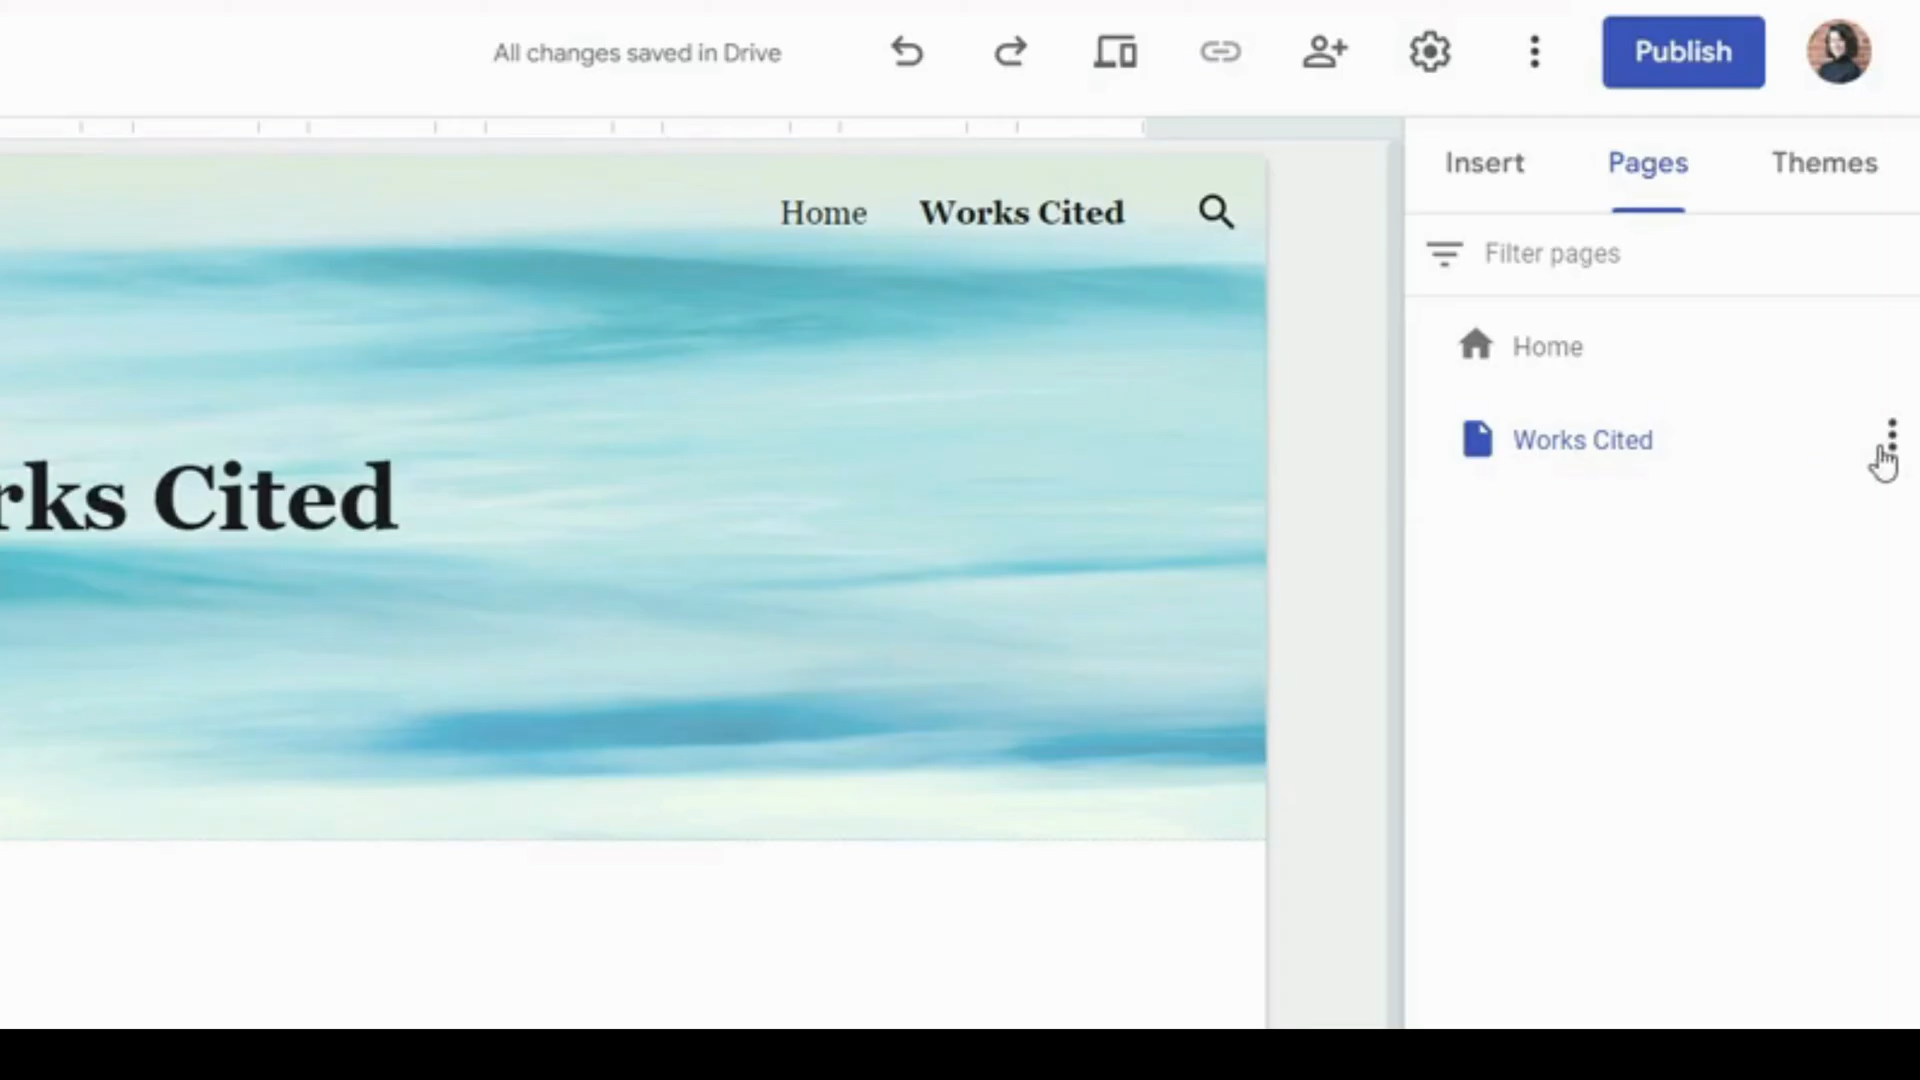 All changes saved in Drive
Publish
Insert Pages Themes
Home Works Cited
Filter pages
Home
Works Cited
rks Cited